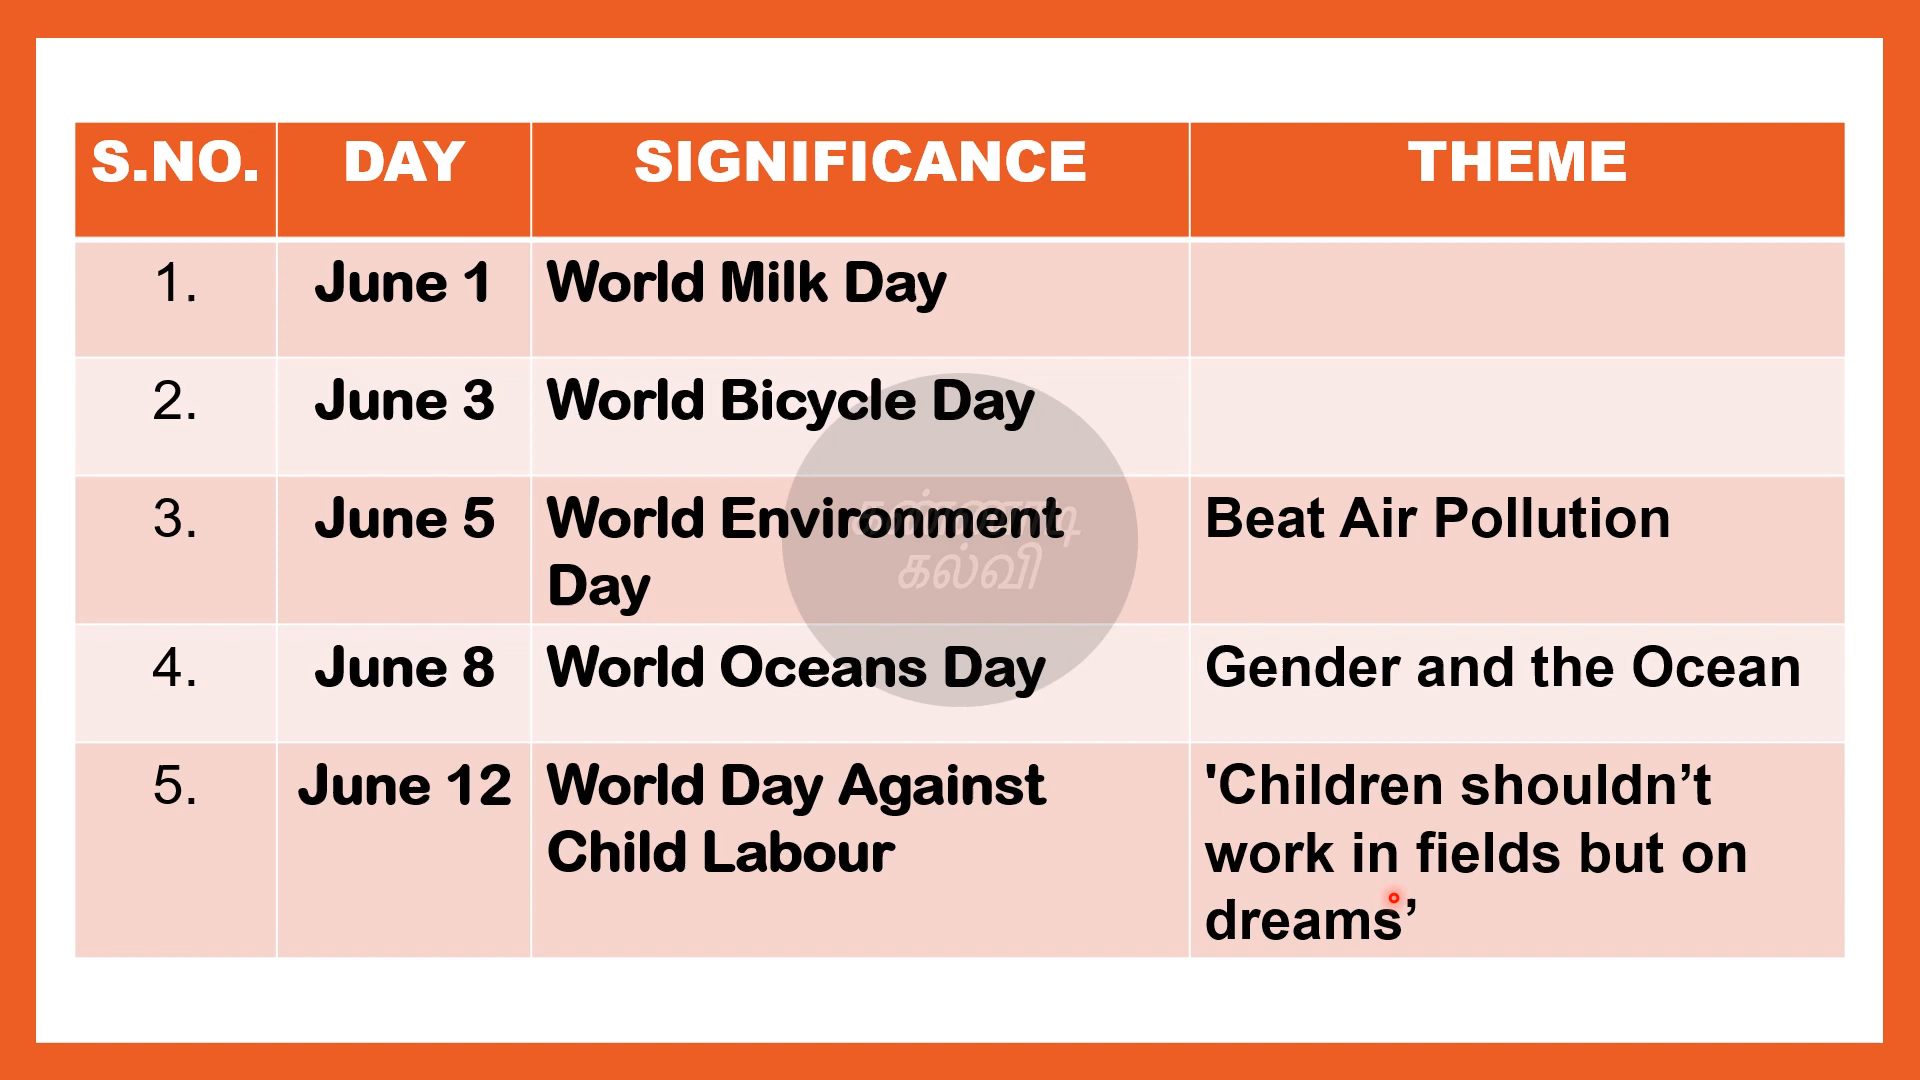 S.NO. DAY SIGNIFICANCE THEME
1. June 1 World Milk Day
2. June 3 World Bicycle Day
3. June 5 World Environment Beat Air Pollution
Day
4. June 8 World Oceans Day Gender and the Ocean
5. June 12 World Day Against 'Children shouldn’t
Child Labour work in fields but on
dreams’
கண்ணாடி
கல்வி